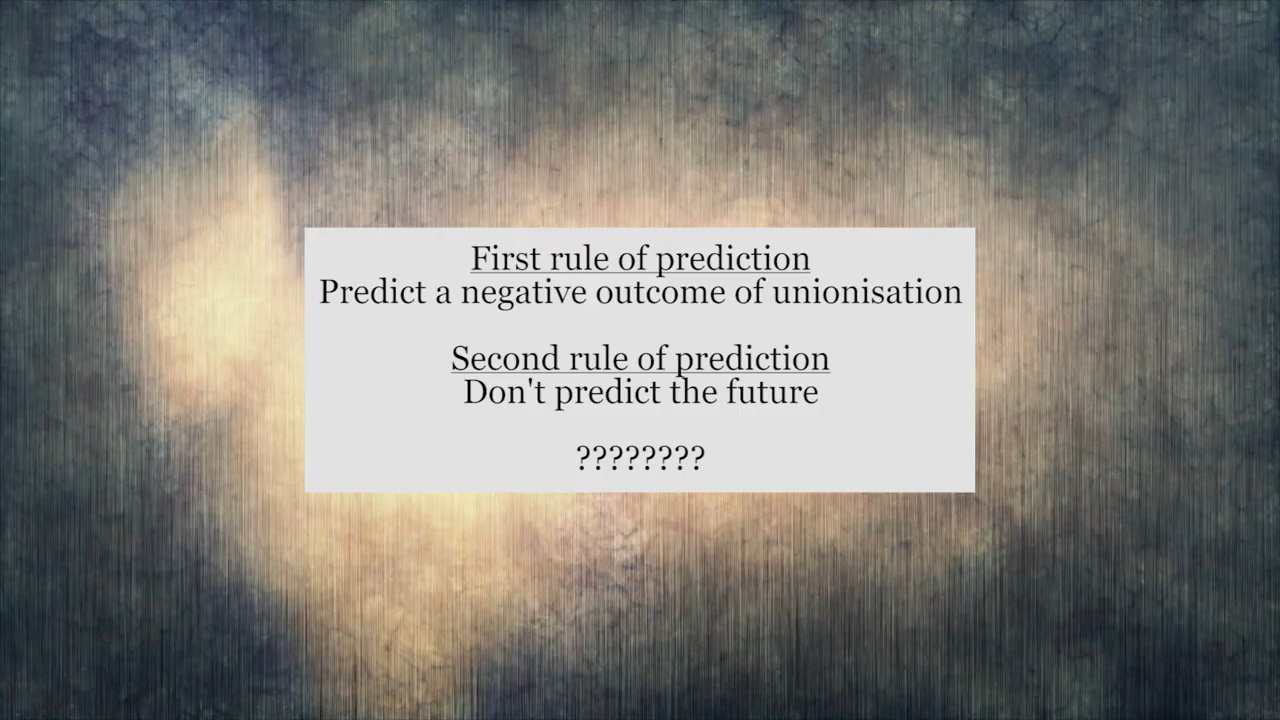 First rule of prediction
Predict a negative outcome of unionisation
Second rule of prediction
Don't predict the future
????????